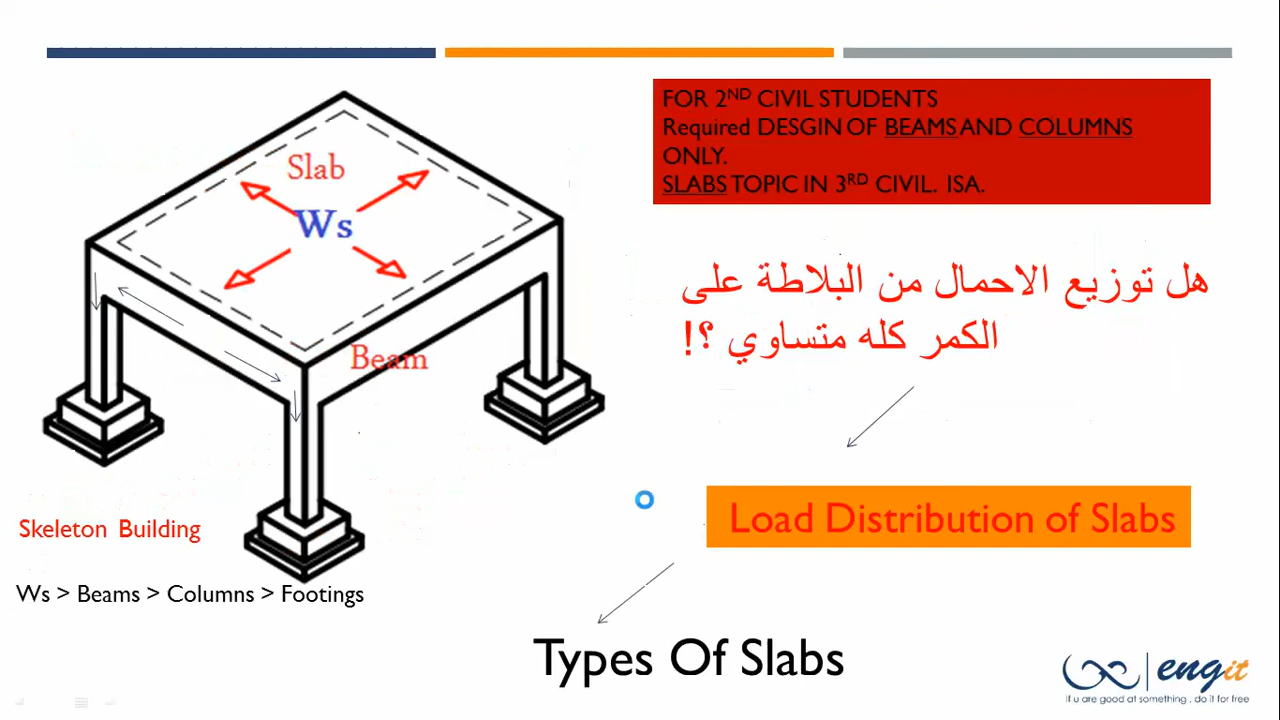 FOR 2ND CIVIL STUDENTS
Required DESGIN OF BEAMS AND COLUMNS
ONLY.
SLABS TOPIC IN 3RD CIVIL. ISA.
Slab
Ws
Beam
هل توزيع الاحمال من البلاطة على
الكمر كله متساوي ؟!
Load Distribution of Slabs
Skeleton Building
Ws > Beams > Columns > Footings
Types Of Slabs
engit
if u are good at something , do it for free